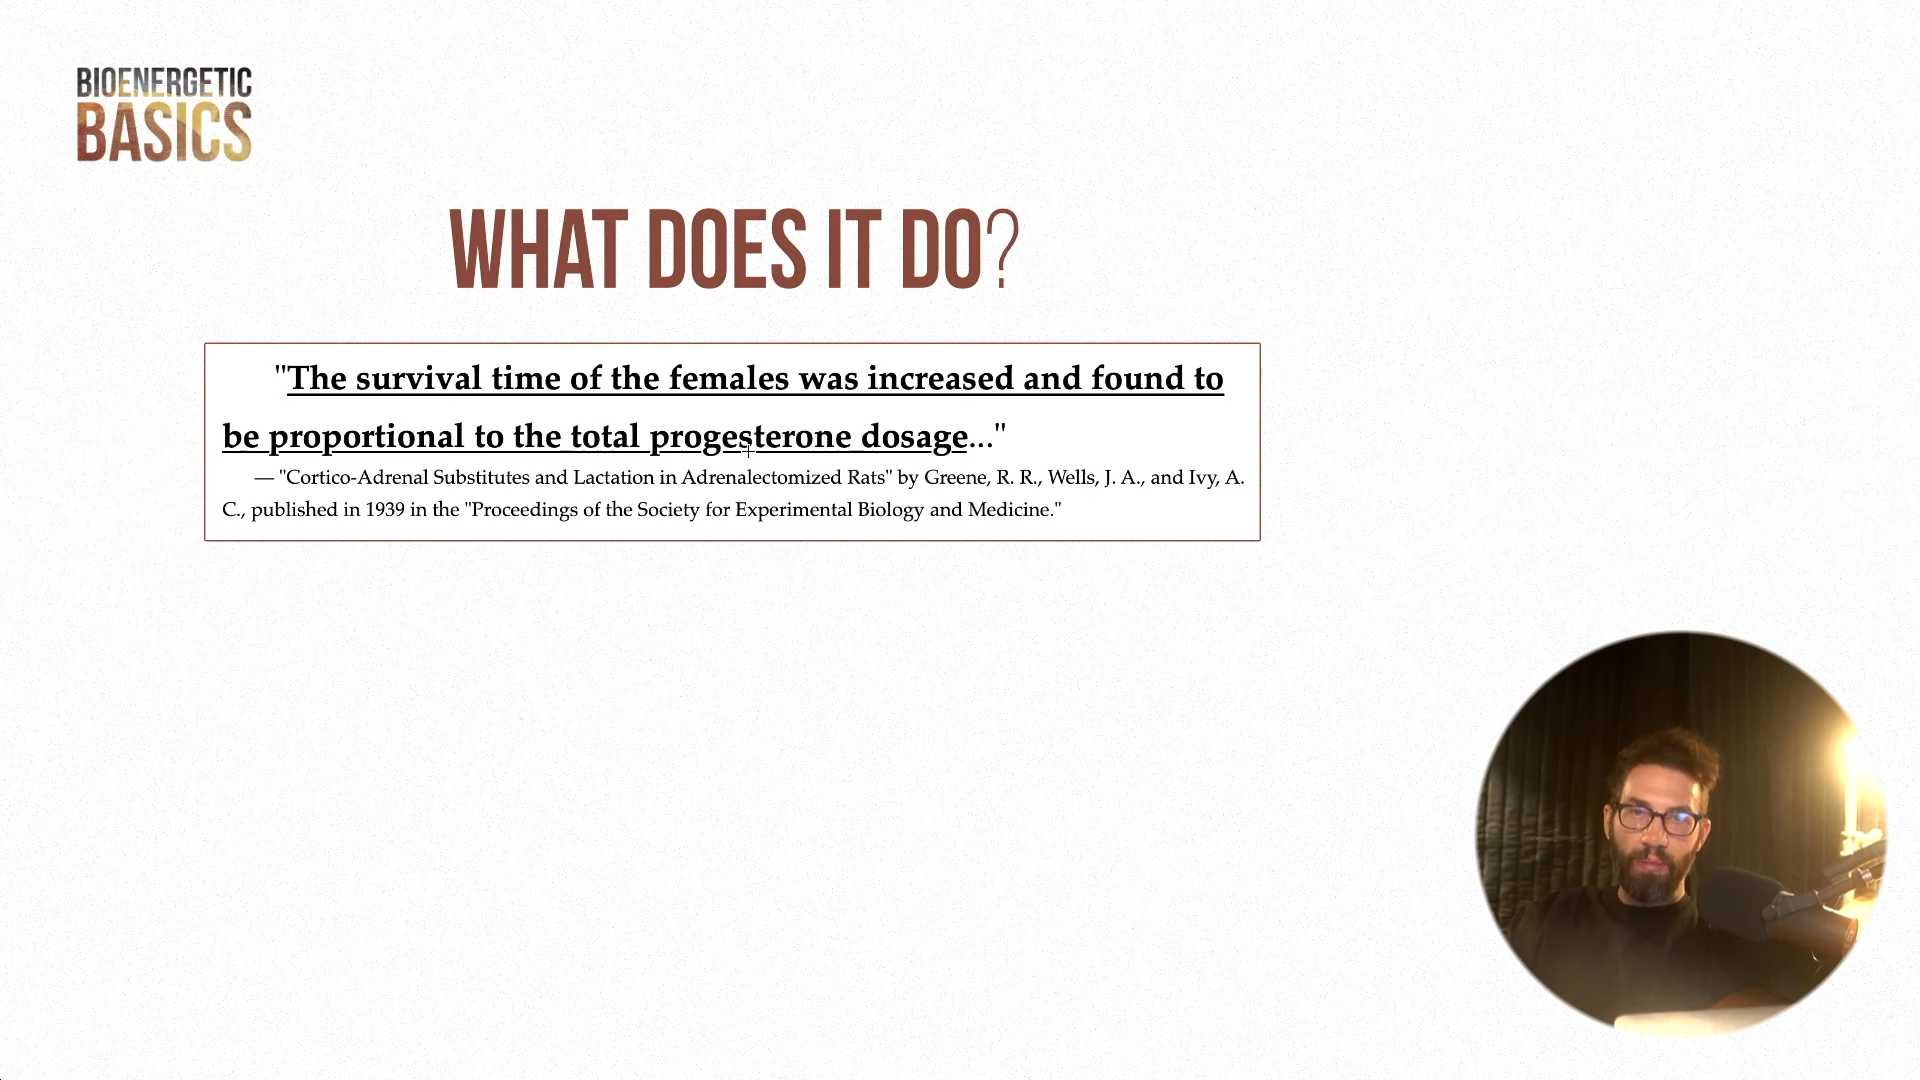 BIOENERGETIC
BASICS
WHAT DOES IT DO?
"The survival time of the females was increased and found to
be proportional to the total progesterone dosage..."
— "Cortico-Adrenal Substitutes and Lactation in Adrenalectomized Rats" by Greene, R. R., Wells, J. A., and Ivy, A.
C., published in 1939 in the "Proceedings of the Society for Experimental Biology and Medicine."